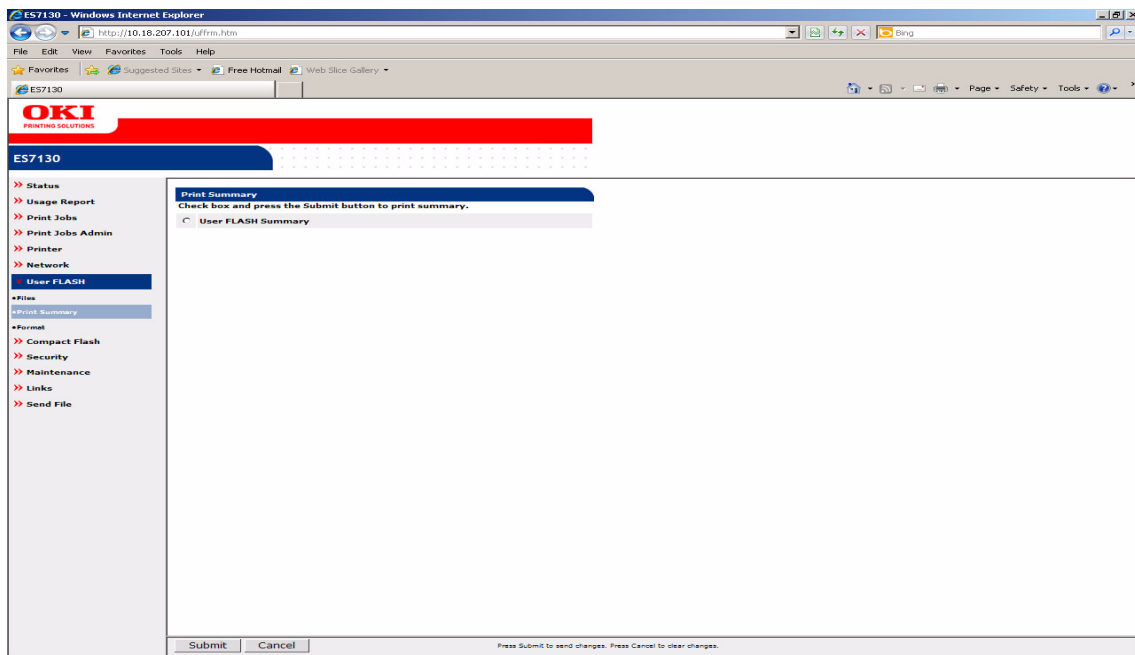 ES7130 - Windows Internet Explorer
http://10.18.207.101/uffrm.htm
Bing
File Edit View Favorites Tools Help
Favorites Suggested Sites Free Hotmail Web Slice Gallery
ES7130
Page Safety Tools
OKI
PRINTING SOLUTIONS
ES7130
Status
Usage Report
Print Jobs
Print Jobs Admin
Printer
Network
User FLASH
•Files
•Print Summary
•Format
Compact Flash
Security
Maintenance
Links
Send File
Print Summary
Check box and press the Submit button to print summary.
User FLASH Summary
Submit Cancel
Press Submit to send changes. Press Cancel to clear changes.